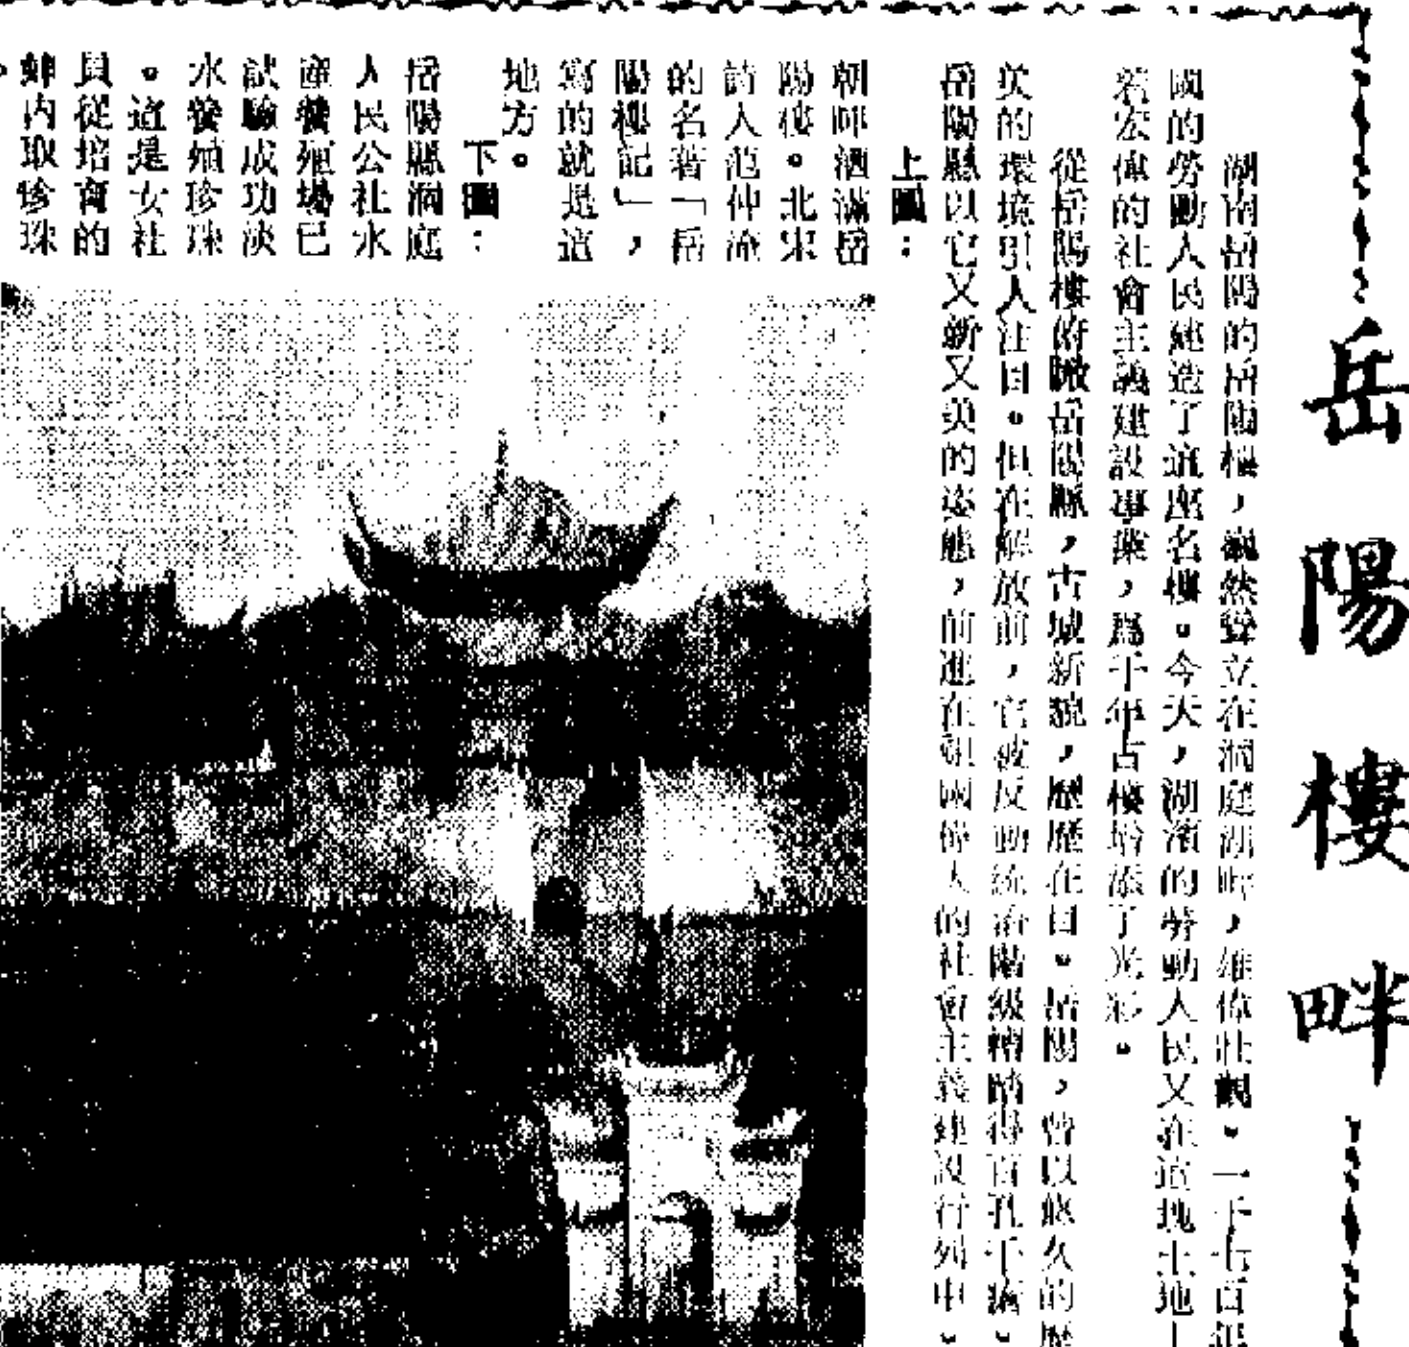 岳陽樓畔
湖南岳陽的岳陽樓，巍然聳立在洞庭湖畔，雄偉壯觀。一千七百
國的勞動人民建造了這座名樓。今天，湖濱的勞動人民又在這塊土地上
着宏偉的社會主義建設事業，爲千年古樓增添了光彩。
從岳陽樓俯瞰岳陽縣，古城新貌，歷歷在目。岳陽，曾以悠久的歷
美的環境引人注目。但在解放前，它被反動統治階級糟蹋得百孔千瘡。
岳陽縣以它又新又美的姿態，前進在祖國偉大的社會主義建設行列中。
上圖：
朝暉洒滿岳
陽樓。北宋
詩人范仲淹
的名著「岳
陽樓記」，
寫的就是這
地方。
下圖：
岳陽縣洞庭
人民公社水
產養殖場已
試驗成功淡
水養殖珍珠
。這是女社
員從培育的
蚌內取珍珠
。